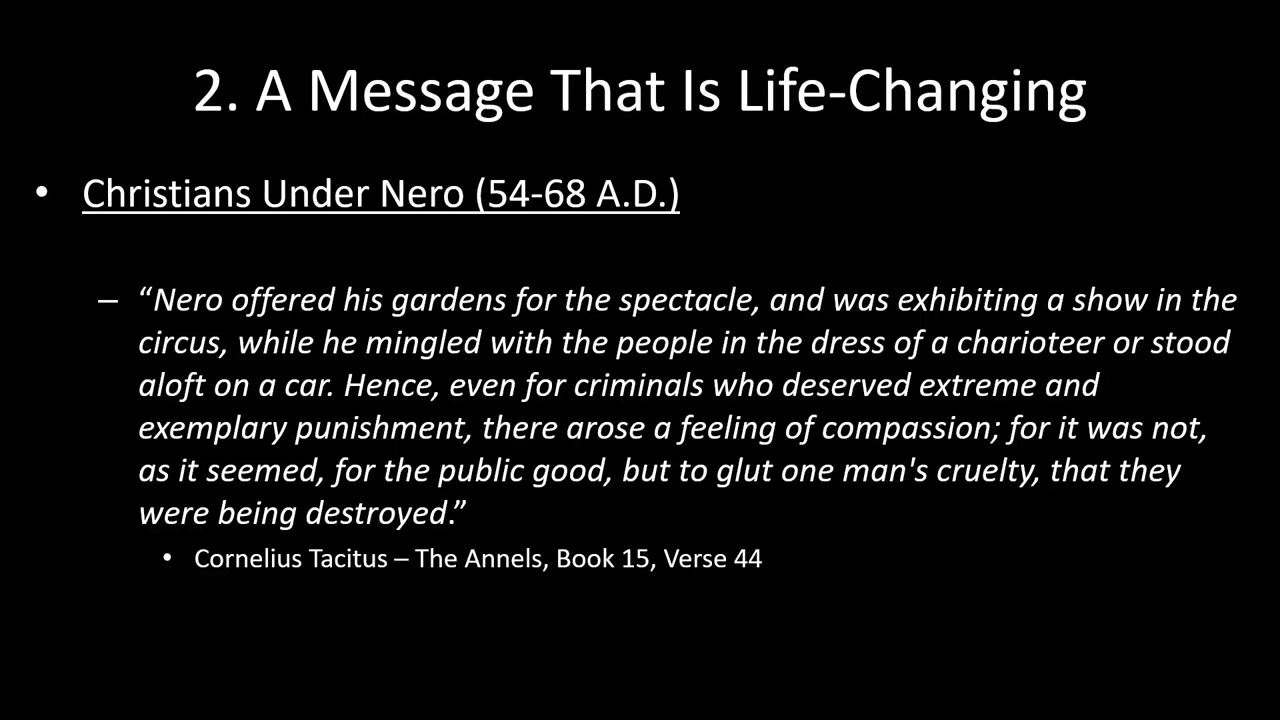 2. A Message That Is Life-Changing
• Christians Under Nero (54-68 A.D.)
– “Nero offered his gardens for the spectacle, and was exhibiting a show in the
circus, while he mingled with the people in the dress of a charioteer or stood
aloft on a car. Hence, even for criminals who deserved extreme and
exemplary punishment, there arose a feeling of compassion; for it was not,
as it seemed, for the public good, but to glut one man's cruelty, that they
were being destroyed.”
• Cornelius Tacitus – The Annels, Book 15, Verse 44